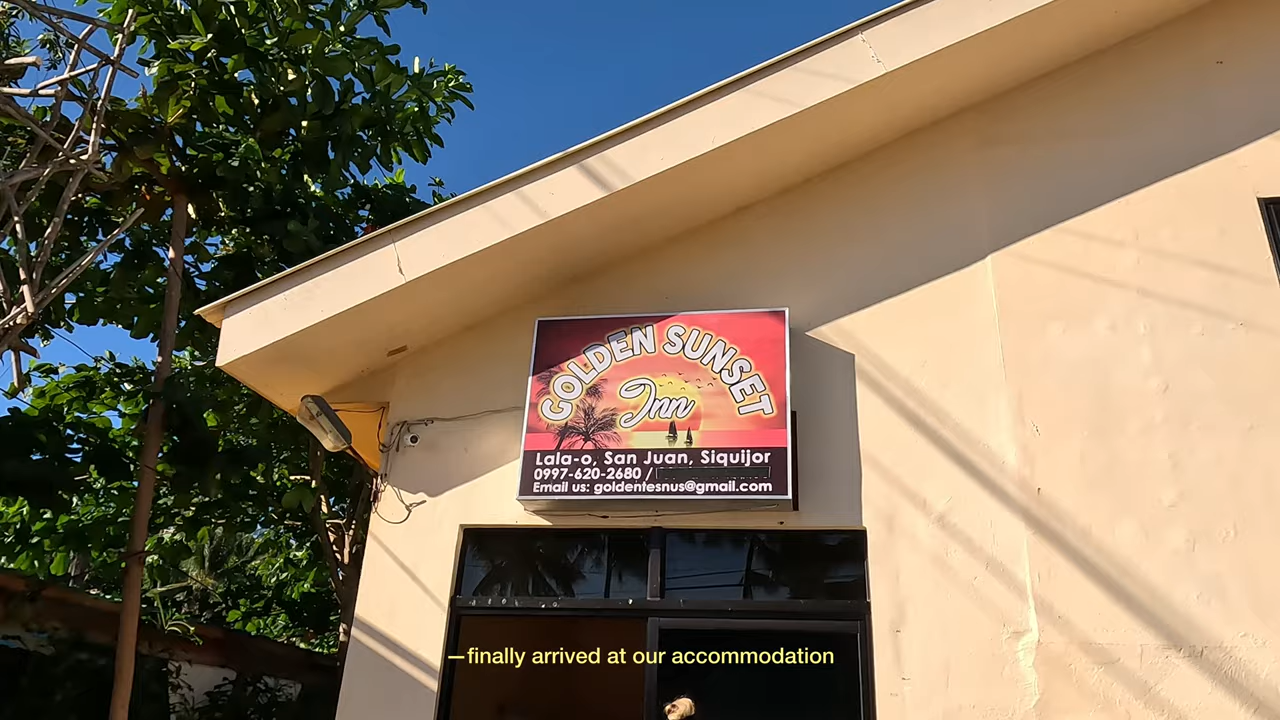 GOLDEN SUNSET
Inn
Lala-o, San Juan, Siquijor
0997-620-2680 /
Email us: goldentesnus@gmail.com
—finally arrived at our accommodation